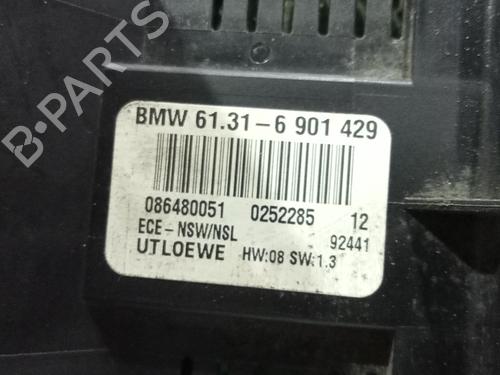 BMW 61.31-6 901 429
086480051 0252285 12
ECE-NSW/NSL 92441
UTLOEWE HW:08 SW:1.3
B-PARTS